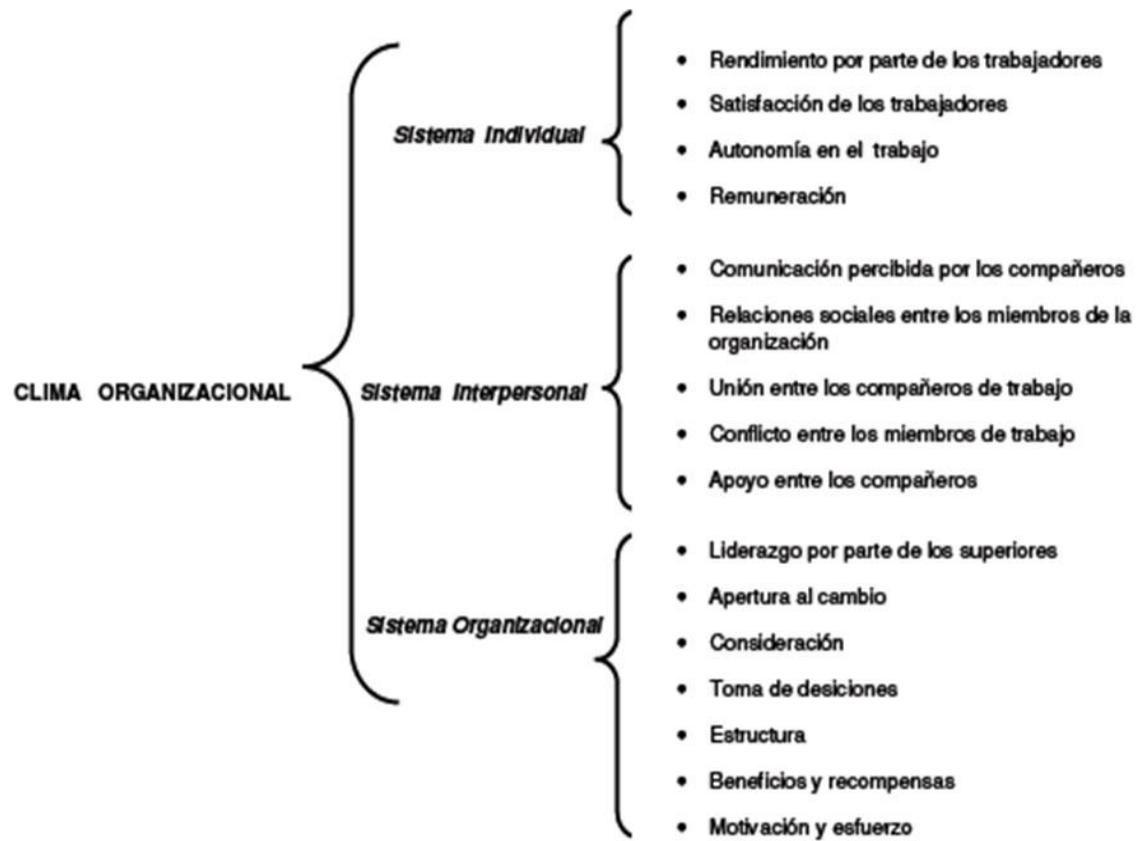 CLIMA ORGANIZACIONAL
Sistema Individual
• Rendimiento por parte de los trabajadores
• Satisfacción de los trabajadores
• Autonomía en el trabajo
• Remuneración
Sistema Interpersonal
• Comunicación percibida por los compañeros
• Relaciones sociales entre los miembros de la
organización
• Unión entre los compañeros de trabajo
• Conflicto entre los miembros de trabajo
• Apoyo entre los compañeros
Sistema Organizacional
• Liderazgo por parte de los superiores
• Apertura al cambio
• Consideración
• Toma de desiciones
• Estructura
• Beneficios y recompensas
• Motivación y esfuerzo